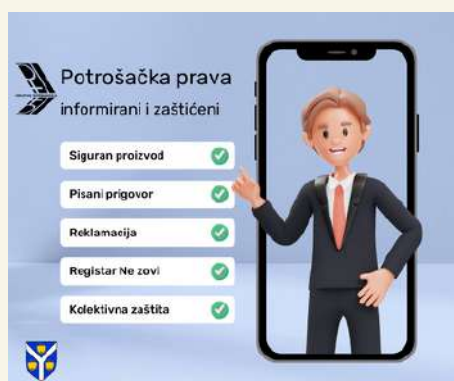 Potrošačka prava
informirani i zaštićeni
Siguran proizvod
Pisani prigovor
Reklamacija
Registar Ne zovi
Kolektivna zaštita